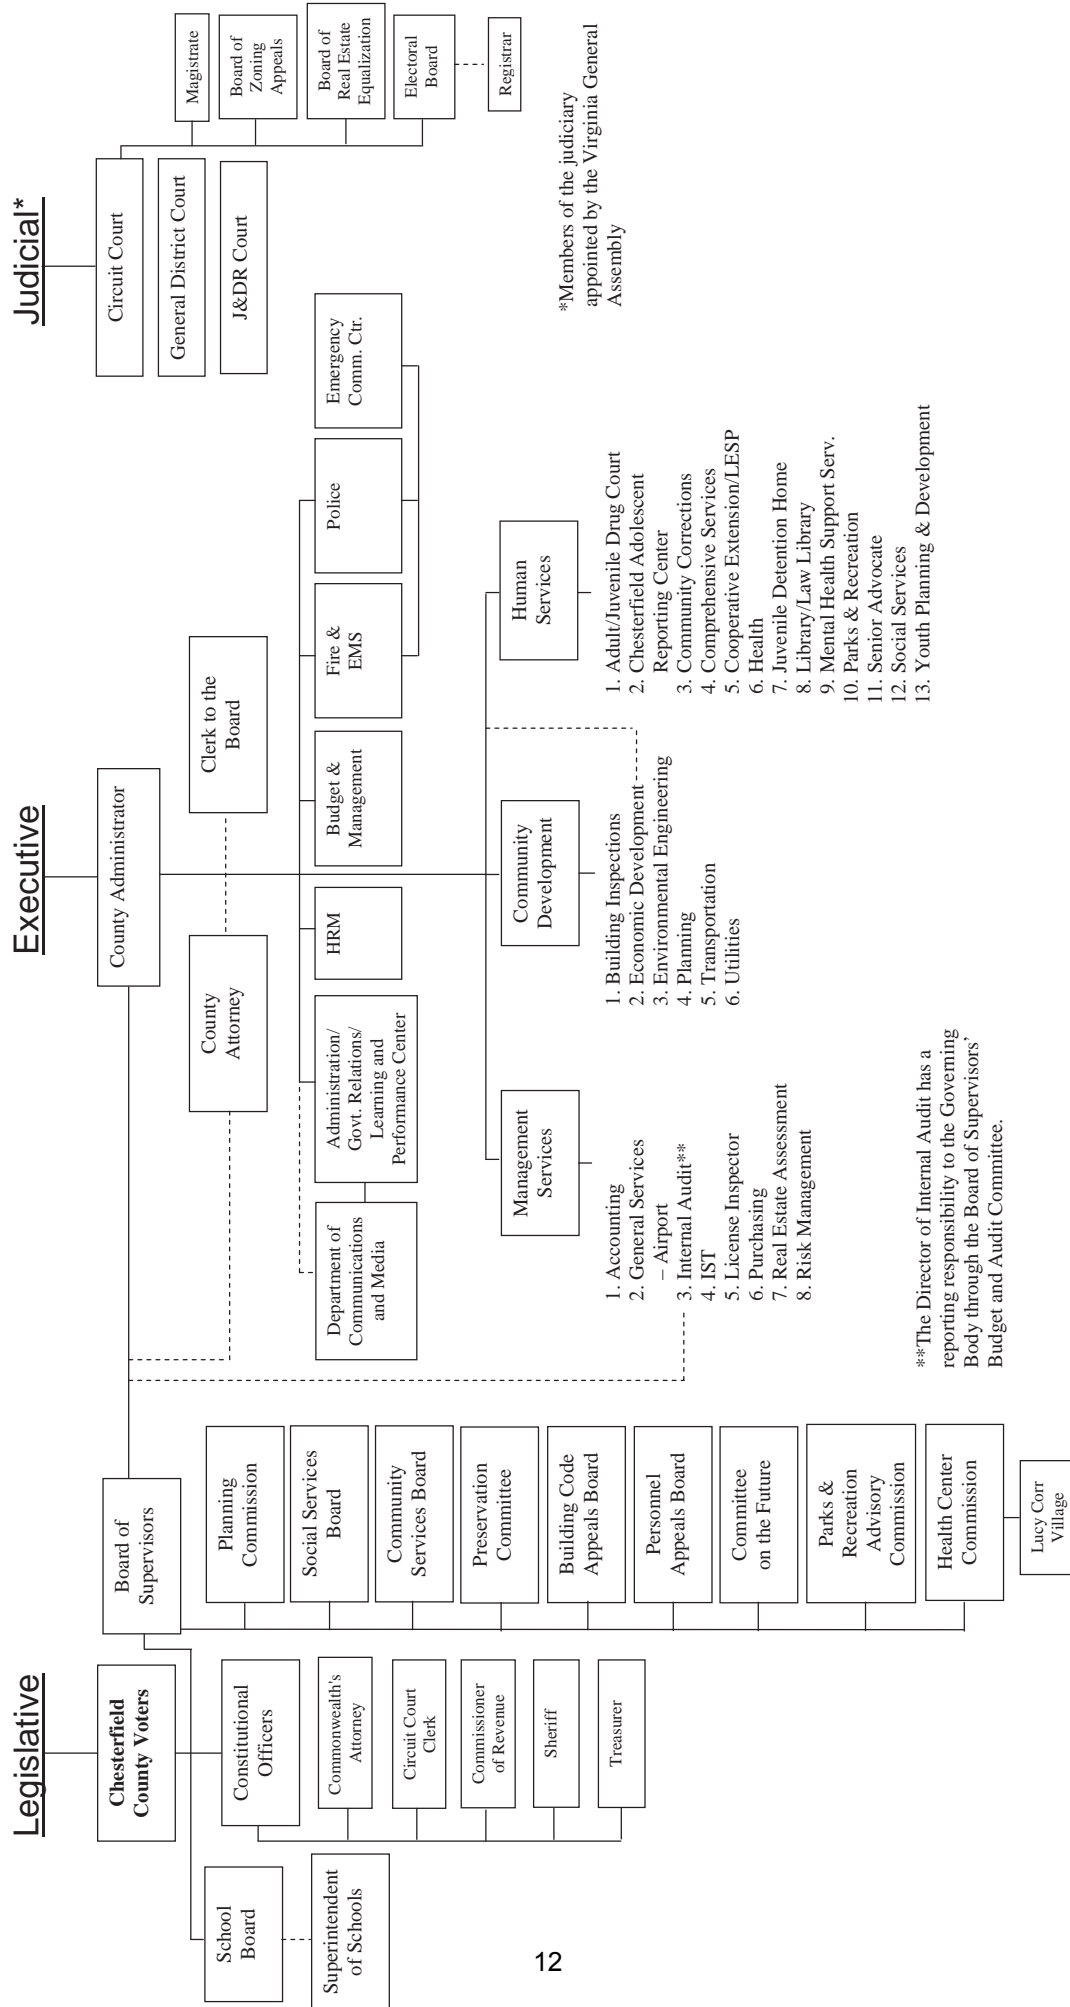 Legislative
Chesterfield
County Voters
School
Board
Superintendent
of Schools
Constitutional
Officers
Commonwealth's
Attorney
Circuit Court
Clerk
Commissioner
of Revenue
Sheriff
Treasurer
Board of
Supervisors
Planning
Commission
Social Services
Board
Community
Services Board
Preservation
Committee
Building Code
Appeals Board
Personnel
Appeals Board
Committee
on the Future
Parks &
Recreation
Advisory
Commission
Health Center
Commission
Lucy Corr
Village
Executive
County Administrator
County
Attorney
Clerk to the
Board
Department of
Communications
and Media
Administration/
Govt. Relations/
Learning and
Performance Center
HRM
Budget &
Management
Fire &
EMS
Police
Emergency
Comm. Ctr.
Management
Services
1. Accounting
2. General Services
– Airport
3. Internal Audit**
4. IST
5. License Inspector
6. Purchasing
7. Real Estate Assessment
8. Risk Management
Community
Development
1. Building Inspections
2. Economic Development
3. Environmental Engineering
4. Planning
5. Transportation
6. Utilities
Human
Services
1. Adult/Juvenile Drug Court
2. Chesterfield Adolescent
Reporting Center
3. Community Corrections
4. Comprehensive Services
5. Cooperative Extension/LESP
6. Health
7. Juvenile Detention Home
8. Library/Law Library
9. Mental Health Support Serv.
10. Parks & Recreation
11. Senior Advocate
12. Social Services
13. Youth Planning & Development
**The Director of Internal Audit has a
reporting responsibility to the Governing
Body through the Board of Supervisors'
Budget and Audit Committee.
Judicial*
Circuit Court
General District Court
J&DR Court
Magistrate
Board of
Zoning
Appeals
Board of
Real Estate
Equalization
Electoral
Board
Registrar
*Members of the judiciary
appointed by the Virginia General
Assembly
12